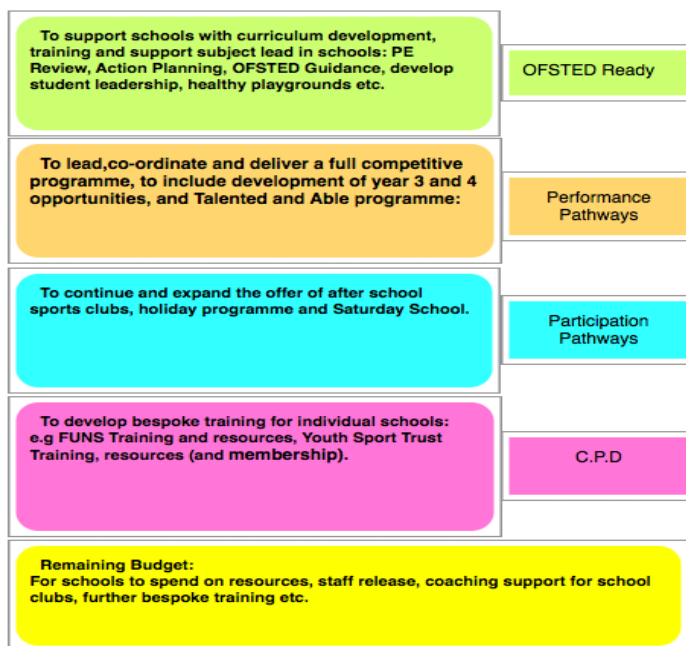 To support schools with curriculum development,
training and support subject lead in schools: PE
Review, Action Planning, OFSTED Guidance, develop
student leadership, healthy playgrounds etc.
OFSTED Ready
To lead,co-ordinate and deliver a full competitive
programme, to include development of year 3 and 4
opportunities, and Talented and Able programme:
Performance
Pathways
To continue and expand the offer of after school
sports clubs, holiday programme and Saturday School.
Participation
Pathways
To develop bespoke training for individual schools:
e.g FUNS Training and resources, Youth Sport Trust
Training, resources (and membership).
C.P.D
Remaining Budget:
For schools to spend on resources, staff release, coaching support for school
clubs, further bespoke training etc.